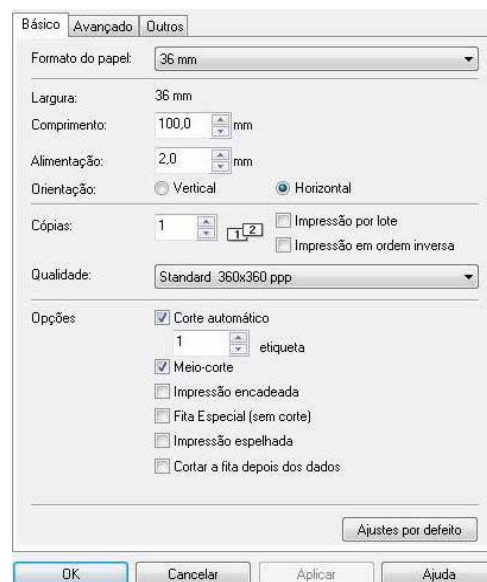 Básico Avançado Outros
Formato do papel: 36 mm
Largura: 36 mm
Comprimento: 100,0 mm
Alimentação: 2,0 mm
Orientação: Vertical Horizontal
Cópias: 1 1 2 Impressão por lote
Impressão em ordem inversa
Qualidade: Standard 360x360 ppp
Opções Corte automático
1 etiqueta
Meio-corte
Impressão encadeada
Fita Especial (sem corte)
Impressão espelhada
Cortar a fita depois dos dados
Ajustes por defeito
OK Cancelar Aplicar Ajuda